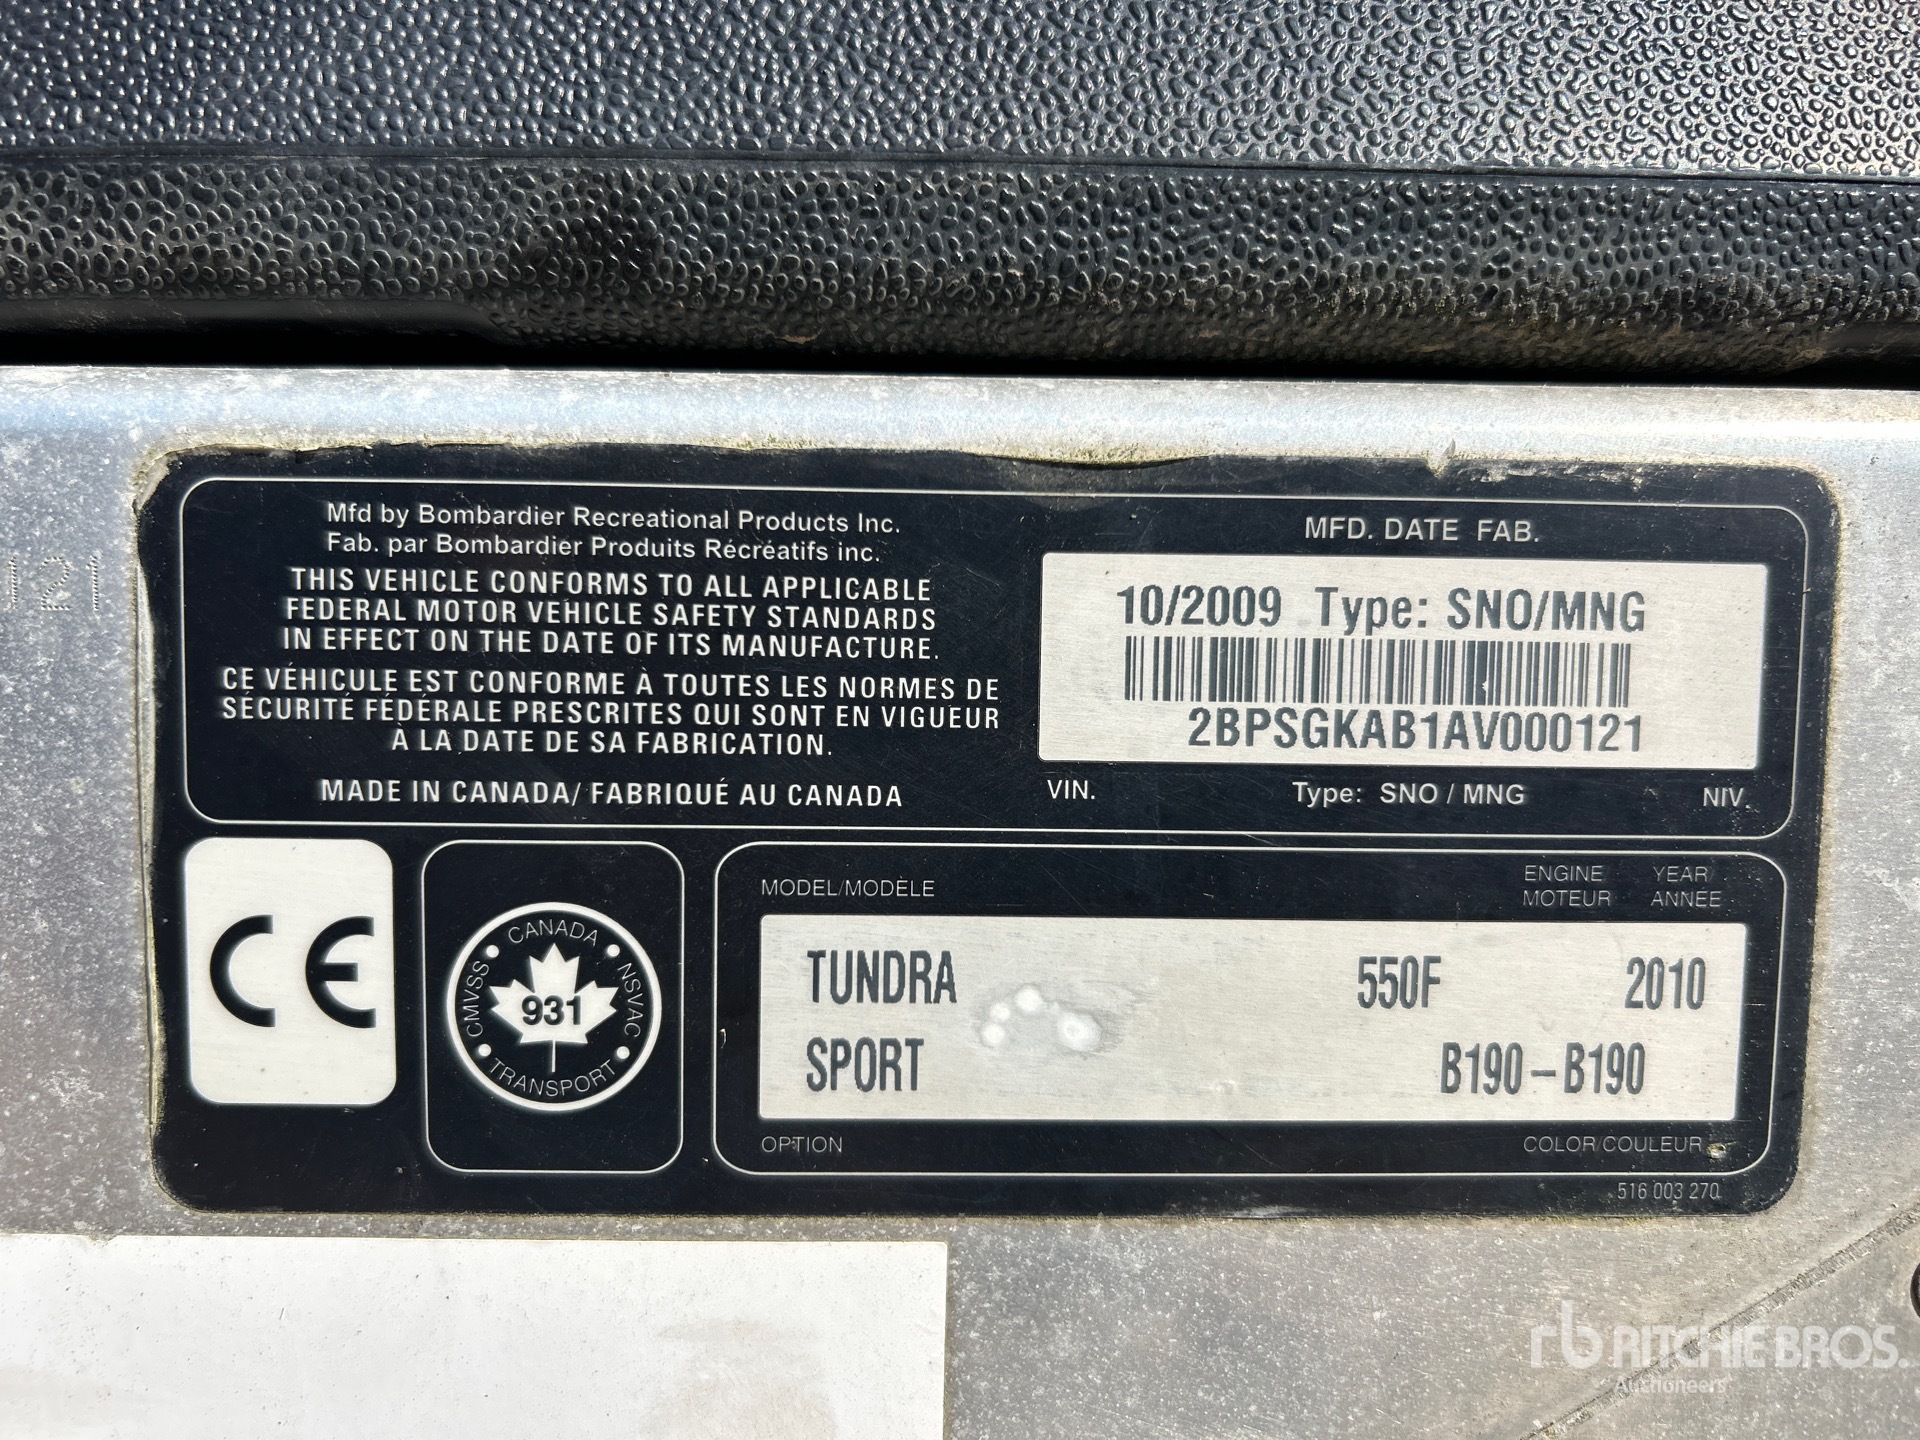 121
Mfd by Bombardier Recreational Products Inc.
Fab. par Bombardier Produits Récréatifs inc.
THIS VEHICLE CONFORMS TO ALL APPLICABLE
FEDERAL MOTOR VEHICLE SAFETY STANDARDS
IN EFFECT ON THE DATE OF ITS MANUFACTURE.
CE VÉHICULE EST CONFORME À TOUTES LES NORMES DE
SÉCURITÉ FÉDÉRALE PRESCRITES QUI SONT EN VIGUEUR
À LA DATE DE SA FABRICATION.
MADE IN CANADA/ FABRIQUÉ AU CANADA
MFD. DATE FAB.
10/2009 Type: SNO/MNG
2BPSGKAB1AV000121
VIN. Type: SNO / MNG NIV.
CE
CANADA
CMVSS
NSVAC
931
TRANSPORT
MODEL/MODÈLE
ENGINE YEAR/
MOTEUR ANNÉE
TUNDRA 550F 2010
SPORT B190-B190
OPTION COLOR/COULEUR
516 003 270
rb RITCHIE BROS.
Auctioneers